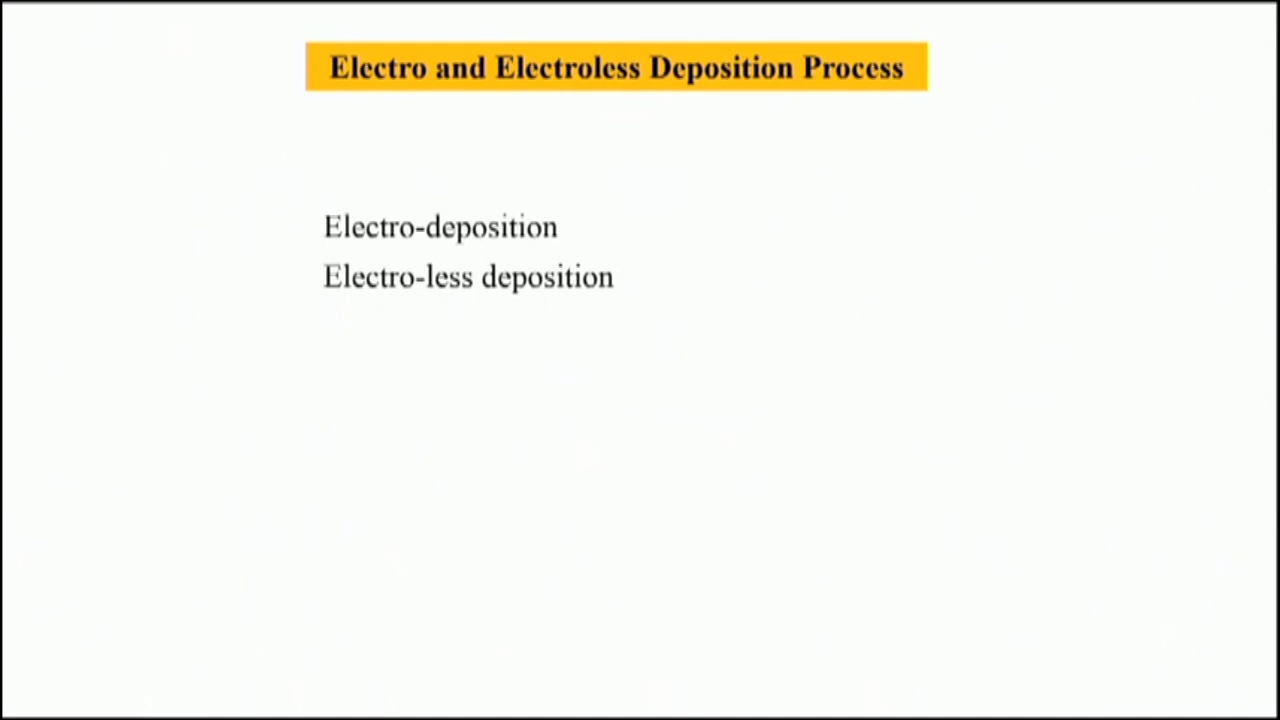 Electro and Electroless Deposition Process
Electro-deposition
Electro-less deposition